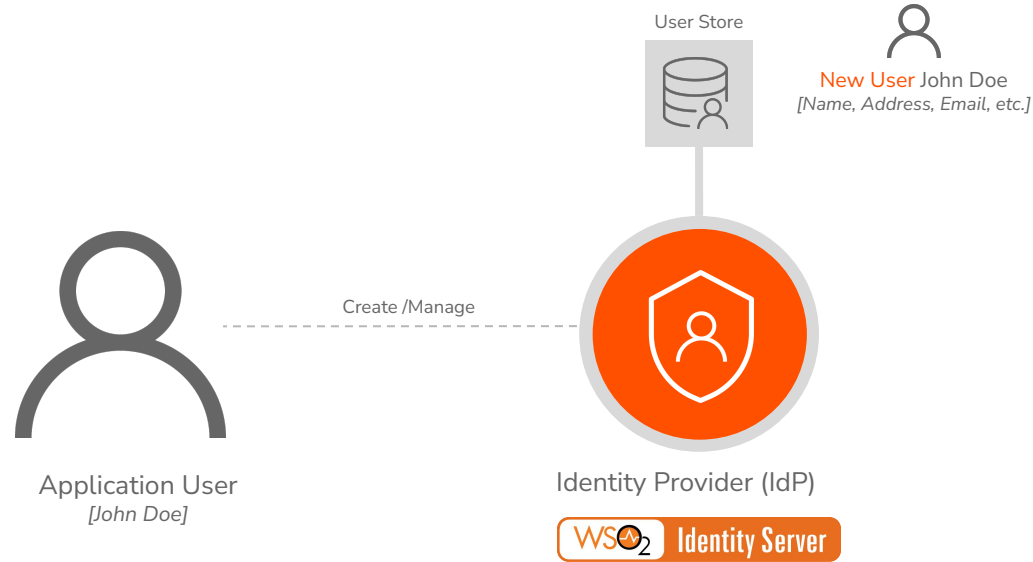 User Store
New User John Doe
[Name, Address, Email, etc.]
Create /Manage
Application User
[John Doe]
Identity Provider (IdP)
WSO2 Identity Server